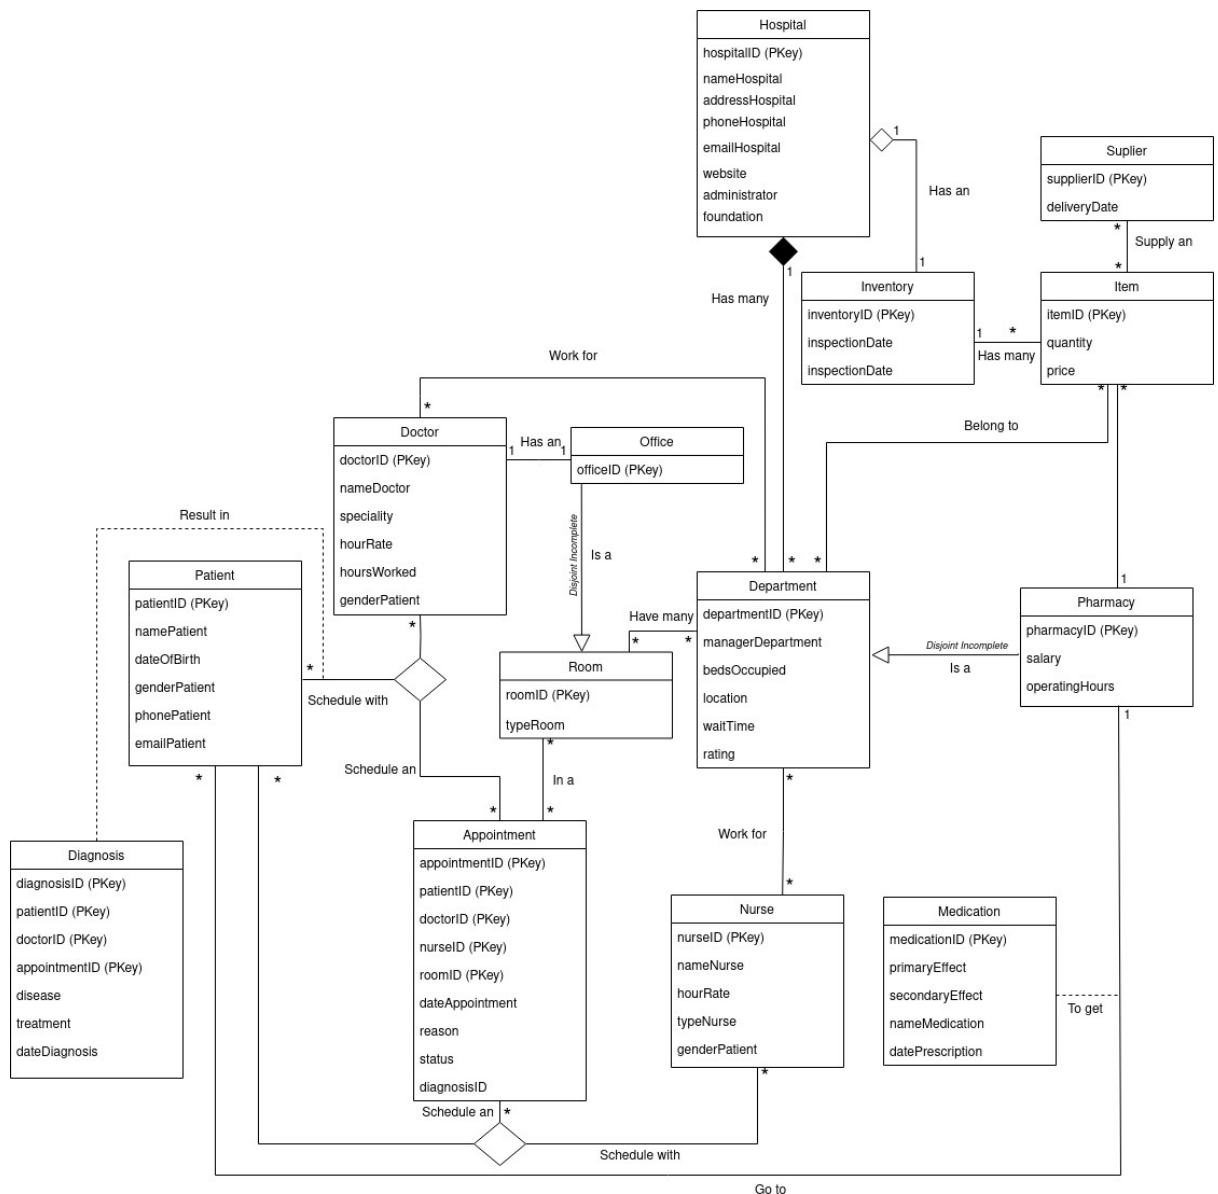 Hospital
hospitalID (PKey)
nameHospital
addressHospital
phoneHospital
emailHospital
website
administrator
foundation
1
Has an
1
1
Has many
Suplier
supplierID (PKey)
deliveryDate
*
Supply an
*
Inventory
inventoryID (PKey)
inspectionDate
inspectionDate
1
*
Has many
Item
itemID (PKey)
quantity
price
*
*
Belong to
Work for
*
Doctor
doctorID (PKey)
nameDoctor
speciality
hourRate
hoursWorked
genderPatient
*
1
Has an
1
Office
officeID (PKey)
Disjoint Incomplete
Is a
Result in
Patient
patientID (PKey)
namePatient
dateOfBirth
genderPatient
phonePatient
emailPatient
*
Schedule with
*
*
Schedule an
*
Room
roomID (PKey)
typeRoom
*
In a
*
Have many
*
*
*
*
*
Department
departmentID (PKey)
managerDepartment
bedsOccupied
location
waitTime
rating
*
Work for
*
Disjoint Incomplete
Is a
1
Pharmacy
pharmacyID (PKey)
salary
operatingHours
1
Diagnosis
diagnosisID (PKey)
patientID (PKey)
doctorID (PKey)
appointmentID (PKey)
disease
treatment
dateDiagnosis
Appointment
appointmentID (PKey)
patientID (PKey)
doctorID (PKey)
nurseID (PKey)
roomID (PKey)
dateAppointment
reason
status
diagnosisID
Schedule an
*
Nurse
nurseID (PKey)
nameNurse
hourRate
typeNurse
genderPatient
*
Schedule with
Medication
medicationID (PKey)
primaryEffect
secondaryEffect
nameMedication
datePrescription
To get
Go to